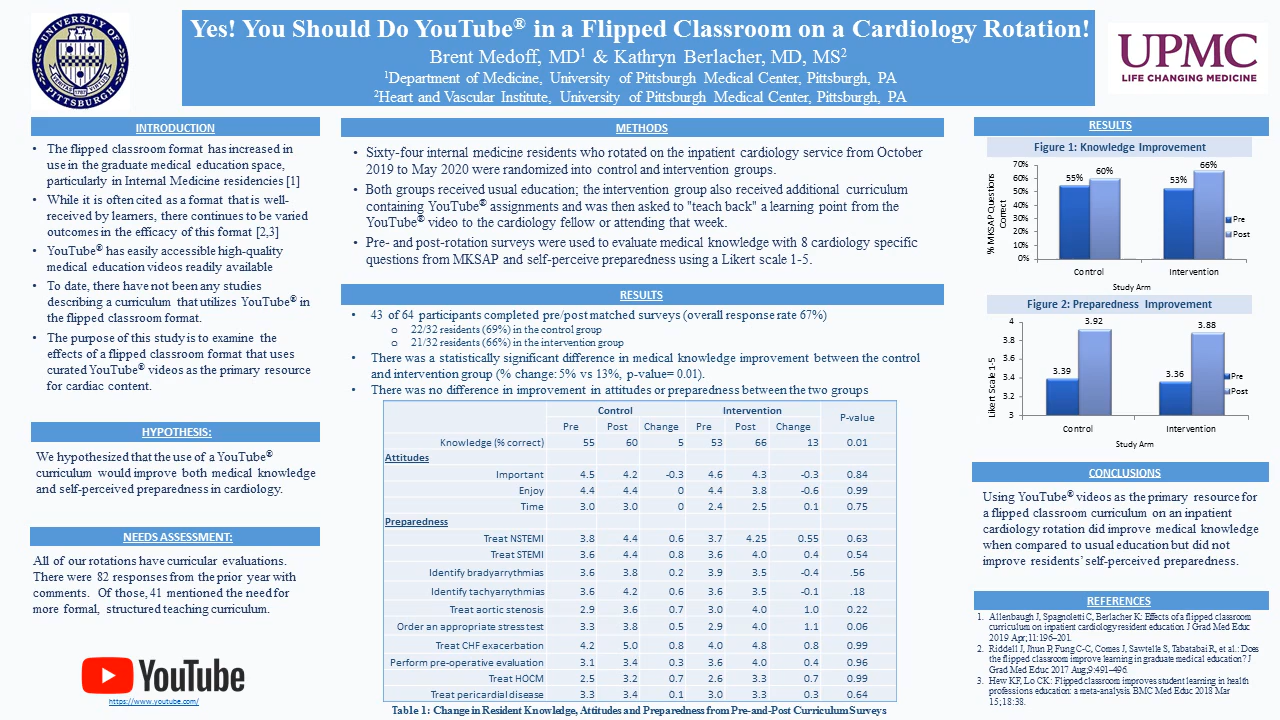 UNIVERSITY OF PITTSBURGH
Yes! You Should Do YouTube® in a Flipped Classroom on a Cardiology Rotation!
Brent Medoff, MD1 & Kathryn Berlacher, MD, MS2
1Department of Medicine, University of Pittsburgh Medical Center, Pittsburgh, PA
2Heart and Vascular Institute, University of Pittsburgh Medical Center, Pittsburgh, PA
UPMC
LIFE CHANGING MEDICINE
INTRODUCTION
• The flipped classroom format has increased in
use in the graduate medical education space,
particularly in Internal Medicine residencies [1]
• While it is often cited as a format that is well-
received by learners, there continues to be varied
outcomes in the efficacy of this format [2,3]
• YouTube® has easily accessible high-quality
medical education videos readily available
• To date, there have not been any studies
describing a curriculum that utilizes YouTube® in
the flipped classroom format.
• The purpose of this study is to examine the
effects of a flipped classroom format that uses
curated YouTube® videos as the primary resource
for cardiac content.
HYPOTHESIS:
We hypothesized that the use of a YouTube®
curriculum would improve both medical knowledge
and self-perceived preparedness in cardiology.
NEEDS ASSESSMENT:
All of our rotations have curricular evaluations.
There were 82 responses from the prior year with
comments. Of those, 41 mentioned the need for
more formal, structured teaching curriculum.
YouTube
https://www.youtube.com/
METHODS
• Sixty-four internal medicine residents who rotated on the inpatient cardiology service from October
2019 to May 2020 were randomized into control and intervention groups.
• Both groups received usual education; the intervention group also received additional curriculum
containing YouTube® assignments and was then asked to "teach back" a learning point from the
YouTube® video to the cardiology fellow or attending that week.
• Pre- and post-rotation surveys were used to evaluate medical knowledge with 8 cardiology specific
questions from MKSAP and self-perceive preparedness using a Likert scale 1-5.
RESULTS
• 43 of 64 participants completed pre/post matched surveys (overall response rate 67%)
o 22/32 residents (69%) in the control group
o 21/32 residents (66%) in the intervention group
• There was a statistically significant difference in medical knowledge improvement between the control
and intervention group (% change: 5% vs 13%, p-value= 0.01).
• There was no difference in improvement in attitudes or preparedness between the two groups
Control Intervention P-value
Pre Post Change Pre Post Change
Knowledge (% correct) 55 60 5 53 66 13 0.01
Attitudes
Important 4.5 4.2 -0.3 4.6 4.3 -0.3 0.84
Enjoy 4.4 4.4 0 4.4 3.8 -0.6 0.99
Time 3.0 3.0 0 2.4 2.5 0.1 0.75
Preparedness
Treat NSTEMI 3.8 4.4 0.6 3.7 4.25 0.55 0.63
Treat STEMI 3.6 4.4 0.8 3.6 4.0 0.4 0.54
Identify bradyarrythmias 3.6 3.8 0.2 3.9 3.5 -0.4 .56
Identify tachyarrythmias 3.6 4.2 0.6 3.6 3.5 -0.1 .18
Treat aortic stenosis 2.9 3.6 0.7 3.0 4.0 1.0 0.22
Order an appropriate stress test 3.3 3.8 0.5 2.9 4.0 1.1 0.06
Treat CHF exacerbation 4.2 5.0 0.8 4.0 4.8 0.8 0.99
Perform pre-operative evaluation 3.1 3.4 0.3 3.6 4.0 0.4 0.96
Treat HOCM 2.5 3.2 0.7 2.6 3.3 0.7 0.99
Treat pericardial disease 3.3 3.4 0.1 3.0 3.3 0.3 0.64
Table 1: Change in Resident Knowledge, Attitudes and Preparedness from Pre-and-Post Curriculum Surveys
RESULTS
Figure 1: Knowledge Improvement
% MKSAP Questions
Correct
70%
60%
50%
40%
30%
20%
10%
0%
55% 60% 53% 66%
Pre
Post
Control Intervention
Study Arm
Figure 2: Preparedness Improvement
Likert Scale 1-5
4
3.8
3.6
3.4
3.2
3
3.39 3.92 3.36 3.88
Pre
Post
Control Intervention
Study Arm
CONCLUSIONS
Using YouTube® videos as the primary resource for
a flipped classroom curriculum on an inpatient
cardiology rotation did improve medical knowledge
when compared to usual education but did not
improve residents’ self-perceived preparedness.
REFERENCES
1. Allenbaugh J, Spagnoletti C, Berlacher K: Effects of a flipped classroom
curriculum on inpatient cardiology resident education. J Grad Med Educ
2019 Apr;11:196–201.
2. Riddell J, Jhun P, Fung C-C, Comes J, Sawtelle S, Tabatabai R, et al.: Does
the flipped classroom improve learning in graduate medical education? J
Grad Med Educ 2017 Aug;9:491–496.
3. Hew KF, Lo CK: Flipped classroom improves student learning in health
professions education: a meta-analysis. BMC Med Educ 2018 Mar
15;18:38.